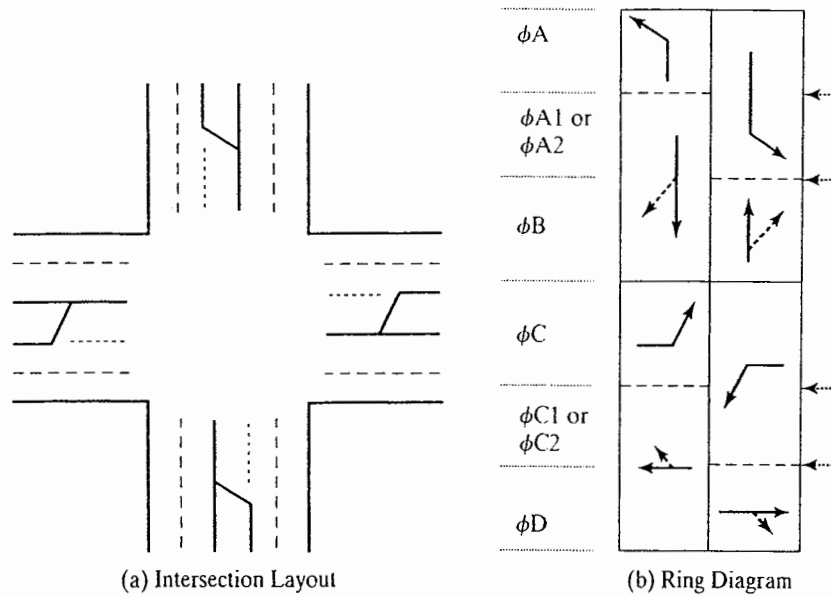 ϕA
ϕA1 or
ϕA2
ϕB
ϕC
ϕC1 or
ϕC2
ϕD
(a) Intersection Layout
(b) Ring Diagram